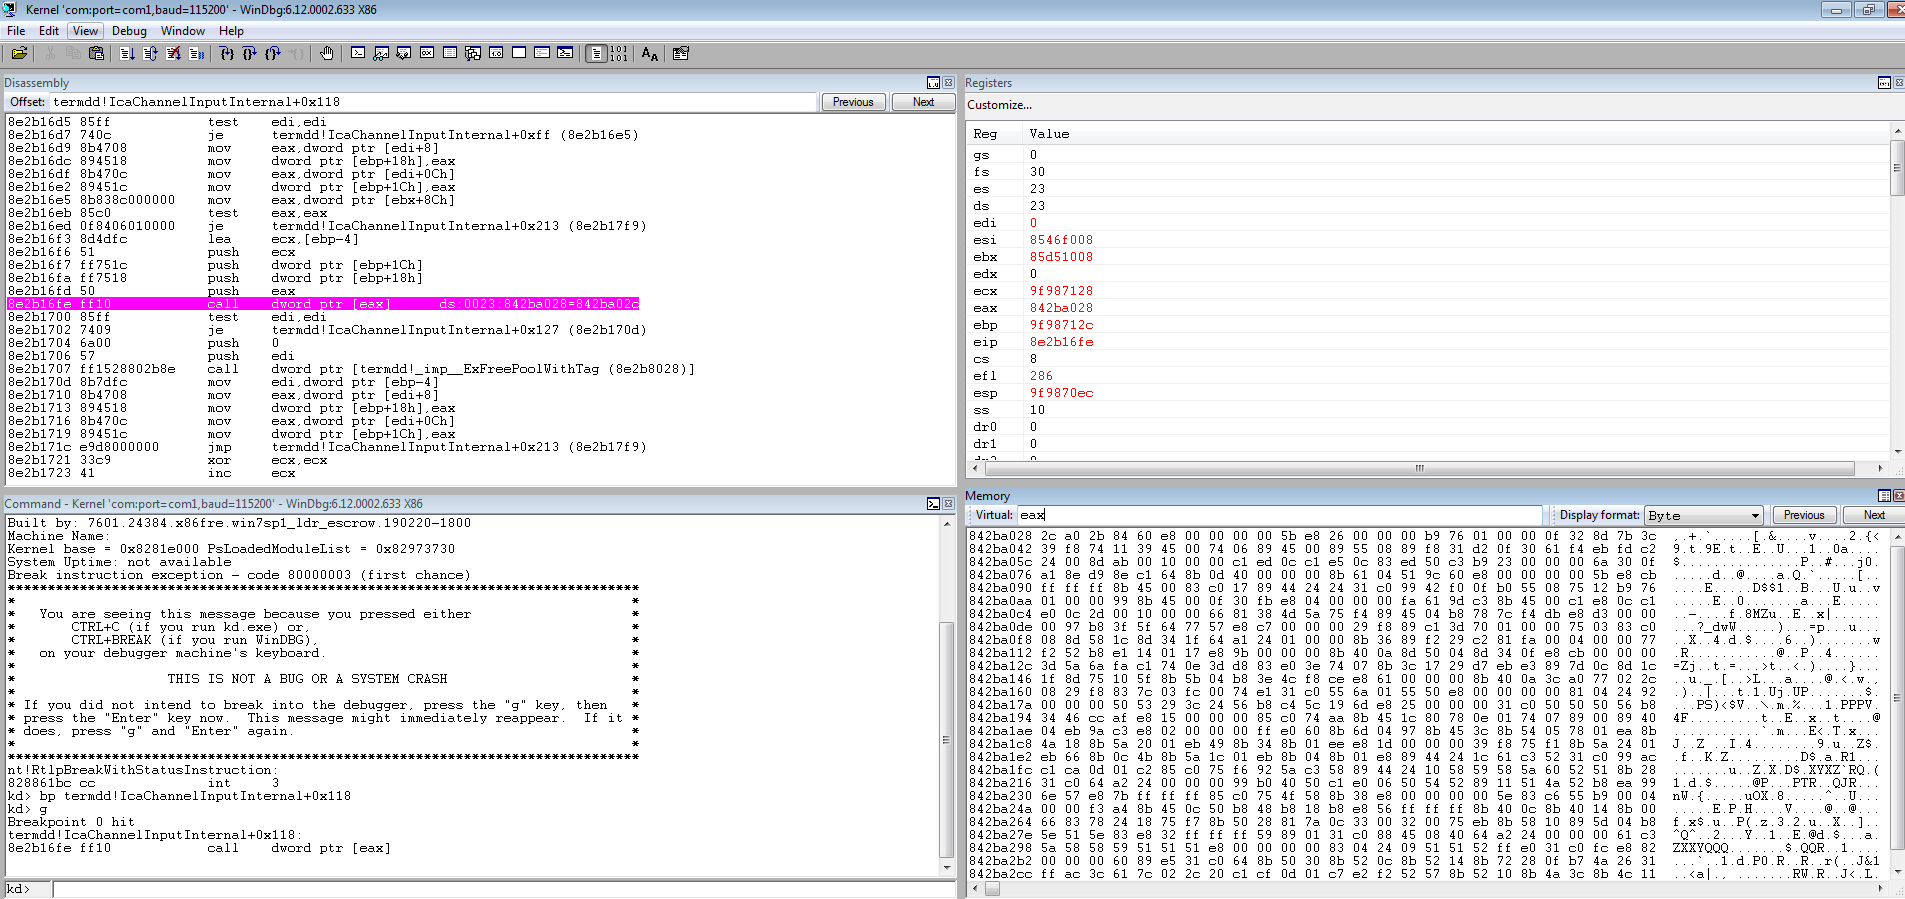 Kernel 'com:port=com1,baud=115200' - WinDbg:6.12.0002.633 X86
File Edit View Debug Window Help
Disassembly
Offset: termdd!IcaChannelInputInternal+0x118 Previous Next
8e2b16d5 85ff test edi,edi
8e2b16d7 740c je termdd!IcaChannelInputInternal+0xff (8e2b16e5)
8e2b16d9 8b4708 mov eax,dword ptr [edi+8]
8e2b16dc 894518 mov dword ptr [ebp+18h],eax
8e2b16df 8b470c mov eax,dword ptr [edi+0Ch]
8e2b16e2 89451c mov dword ptr [ebp+1Ch],eax
8e2b16e5 8b838c000000 mov eax,dword ptr [ebx+8Ch]
8e2b16eb 85c0 test eax,eax
8e2b16ed 0f8406010000 je termdd!IcaChannelInputInternal+0x213 (8e2b17f9)
8e2b16f3 8d4dfc lea ecx,[ebp-4]
8e2b16f6 51 push ecx
8e2b16f7 ff751c push dword ptr [ebp+1Ch]
8e2b16fa ff7518 push dword ptr [ebp+18h]
8e2b16fd 50 push eax
8e2b16fe ff10 call dword ptr [eax] ds:0023:842ba028=842ba02c
8e2b1700 85ff test edi,edi
8e2b1702 7409 je termdd!IcaChannelInputInternal+0x127 (8e2b170d)
8e2b1704 6a00 push 0
8e2b1706 57 push edi
8e2b1707 ff1528802b8e call dword ptr [termdd!_imp__ExFreePoolWithTag (8e2b8028)]
8e2b170d 8b7dfc mov edi,dword ptr [ebp-4]
8e2b1710 8b4708 mov eax,dword ptr [edi+8]
8e2b1713 894518 mov dword ptr [ebp+18h],eax
8e2b1716 8b470c mov eax,dword ptr [edi+0Ch]
8e2b1719 89451c mov dword ptr [ebp+1Ch],eax
8e2b171c e9d8000000 jmp termdd!IcaChannelInputInternal+0x213 (8e2b17f9)
8e2b1721 33c9 xor ecx,ecx
8e2b1723 41 inc ecx
Registers
Customize...
Reg Value
gs 0
fs 30
es 23
ds 23
edi 0
esi 8546f008
ebx 85d51008
edx 0
ecx 9f987128
eax 842ba028
ebp 9f98712c
eip 8e2b16fe
cs 8
efl 286
esp 9f9870ec
ss 10
dr0 0
dr1 0
Command - Kernel 'com:port=com1,baud=115200' - WinDbg:6.12.0002.633 X86
Built by: 7601.24384.x86fre.win7sp1_ldr_escrow.190220-1800
Machine Name:
Kernel base = 0x8281e000 PsLoadedModuleList = 0x82973730
System Uptime: not available
Break instruction exception - code 80000003 (first chance)
*******************************************************************************
* *
* You are seeing this message because you pressed either *
* CTRL+C (if you run kd.exe) or, *
* CTRL+BREAK (if you run WinDBG), *
* on your debugger machine's keyboard. *
* *
* THIS IS NOT A BUG OR A SYSTEM CRASH *
* *
* If you did not intend to break into the debugger, press the "g" key, then *
* press the "Enter" key now. This message might immediately reappear. If it *
* does, press "g" and "Enter" again. *
* *
*******************************************************************************
nt!RtlpBreakWithStatusInstruction:
828861bc cc int 3
kd> bp termdd!IcaChannelInputInternal+0x118
kd> g
Breakpoint 0 hit
termdd!IcaChannelInputInternal+0x118:
8e2b16fe ff10 call dword ptr [eax]
kd>
Memory
Virtual: eax Display format: Byte Previous Next
842ba028 2c a0 2b 84 60 e8 00 00 00 00 5b e8 26 00 00 00 b9 76 01 00 00 0f 32 8d 7b 3c
842ba042 39 f8 74 11 39 45 00 74 06 89 45 00 89 55 08 89 f8 31 d2 0f 30 61 f4 eb fd c2
842ba05c 24 00 8d ab 00 10 00 00 c1 ed 0c c1 e5 0c 83 ed 50 c3 b9 23 00 00 00 6a 30 0f
842ba076 a1 8e d9 8e c1 64 8b 0d 40 00 00 00 8b 61 04 51 9c 60 e8 00 00 00 00 5b e8 cb
842ba090 ff ff ff 8b 45 00 83 c0 17 89 44 24 24 31 c0 99 42 f0 0f b0 55 08 75 12 b9 76
842ba0aa 01 00 00 99 8b 45 00 0f 30 fb e8 04 00 00 00 fa 61 9d c3 8b 45 00 c1 e8 0c c1
842ba0c4 e0 0c 2d 00 10 00 00 66 81 38 4d 5a 75 f4 89 45 04 b8 78 7c f4 db e8 d3 00 00
842ba0de 00 97 b8 3f 5f 64 77 57 e8 c7 00 00 00 29 f8 89 c1 3d 70 01 00 00 75 03 83 c0
842ba0f8 08 8d 58 1c 8d 34 1f 64 a1 24 01 00 00 8b 36 89 f2 29 c2 81 fa 00 04 00 00 77
842ba112 f2 52 b8 e1 14 01 17 e8 9b 00 00 00 8b 40 0a 8d 50 04 8d 34 0f e8 cb 00 00 00
842ba12c 3d 5a 6a fa c1 74 0e 3d d8 83 e0 3e 74 07 8b 3c 17 29 d7 eb e3 89 7d 0c 8d 1c
842ba146 1f 8d 75 10 5f 8b 5b 04 b8 3e 4c f8 ce e8 61 00 00 00 8b 40 0a 3c a0 77 02 2c
842ba160 08 29 f8 83 7c 03 fc 00 74 e1 31 c0 55 6a 01 55 50 e8 00 00 00 00 81 04 24 92
842ba17a 00 00 00 50 53 29 3c 24 56 b8 c4 5c 19 6d e8 25 00 00 00 31 c0 50 50 50 56 b8
842ba194 34 46 cc af e8 15 00 00 00 85 c0 74 aa 8b 45 1c 80 78 0e 01 74 07 89 00 89 40
842ba1ae 04 eb 9a c3 e8 02 00 00 00 ff e0 60 8b 6d 04 97 8b 45 3c 8b 54 05 78 01 ea 8b
842ba1c8 4a 18 8b 5a 20 01 eb 49 8b 34 8b 01 ee e8 1d 00 00 00 39 f8 75 f1 8b 5a 24 01
842ba1e2 eb 66 8b 0c 4b 8b 5a 1c 01 eb 8b 04 8b 01 e8 89 44 24 1c 61 c3 52 31 c0 99 ac
842ba1fc c1 ca 0d 01 c2 85 c0 75 f6 92 5a c3 58 89 44 24 10 58 59 58 5a 60 52 51 8b 28
842ba216 31 c0 64 a2 24 00 00 00 99 b0 40 50 c1 e0 06 50 54 52 89 11 51 4a 52 b8 ea 99
842ba230 6e 57 e8 7b ff ff ff 85 c0 75 4f 58 8b 38 e8 00 00 00 00 5e 83 c6 55 b9 00 04
842ba24a 00 00 f3 a4 8b 45 0c 50 b8 48 b8 18 b8 e8 56 ff ff ff 8b 40 0c 8b 40 14 8b 00
842ba264 66 83 78 24 18 75 f7 8b 50 28 81 7a 0c 33 00 32 00 75 eb 8b 58 10 89 5d 04 b8
842ba27e 5e 51 5e 83 e8 32 ff ff ff 59 89 01 31 c0 88 45 08 40 64 a2 24 00 00 00 61 c3
842ba298 5a 58 58 59 51 51 51 e8 00 00 00 00 83 04 24 09 51 51 52 ff e0 31 c0 fc e8 82
842ba2b2 00 00 00 60 89 e5 31 c0 64 8b 50 30 8b 52 0c 8b 52 14 8b 72 28 0f b7 4a 26 31
842ba2cc ff ac 3c 61 7c 02 2c 20 c1 cf 0d 01 c7 e2 f2 52 57 8b 52 10 8b 4a 3c 8b 4c 11